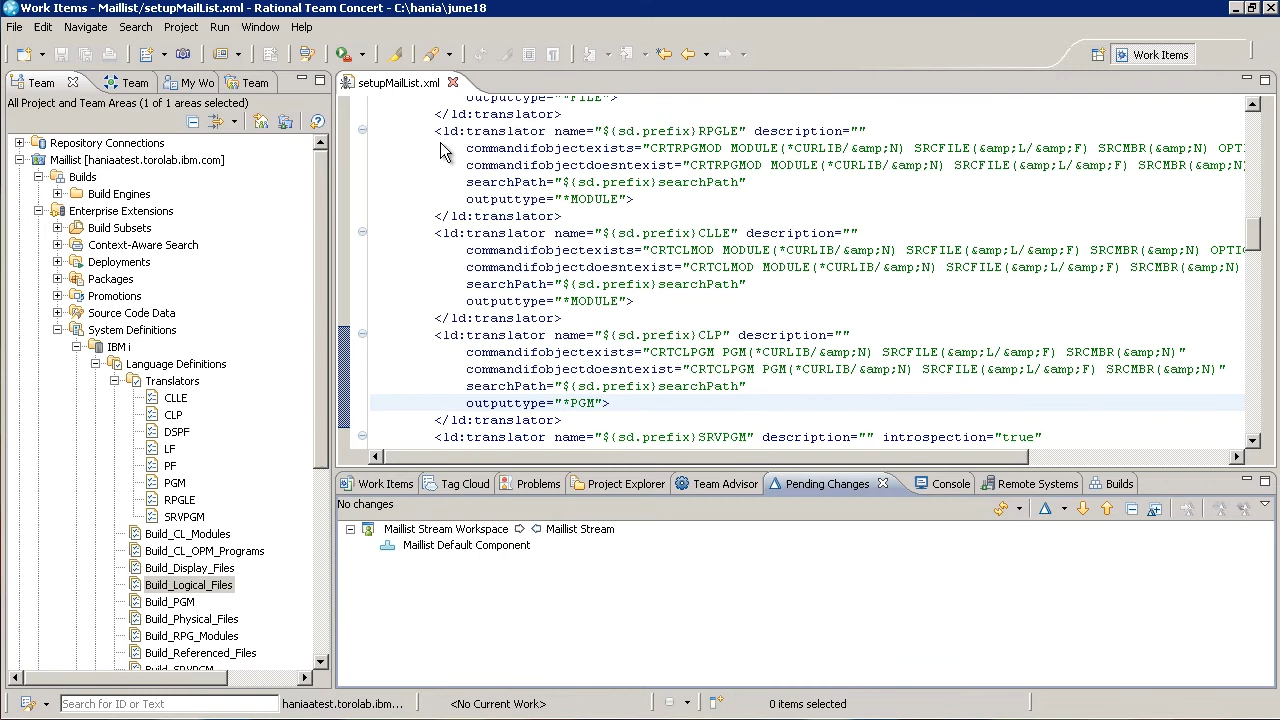 Work Items - Maillist/setupMailList.xml - Rational Team Concert - C:\hania\june18
File Edit Navigate Search Project Run Window Help
Work Items
Team Team My Wo Team
All Project and Team Areas (1 of 1 areas selected)
Repository Connections
Maillist [haniaatest.torolab.ibm.com]
Builds
Build Engines
Enterprise Extensions
Build Subsets
Context-Aware Search
Deployments
Packages
Promotions
Source Code Data
System Definitions
IBM i
Language Definitions
Translators
CLLE
CLP
DSPF
LF
PF
PGM
RPGLE
SRVPGM
Build_CL_Modules
Build_CL_OPM_Programs
Build_Display_Files
Build_Logical_Files
Build_PGM
Build_Physical_Files
Build_RPG_Modules
Build_Referenced_Files
Build_SRVPGM
setupMailList.xml
outputtype="*FILE">
</ld:translator>
<ld:translator name="${sd.prefix}RPGLE" description=""
commandifobjectexists="CRTRPGMOD MODULE(*CURLIB/&amp;N) SRCFILE(&amp;L/&amp;F) SRCMBR(&amp;N) OPTI
commandifobjectdoesntexist="CRTRPGMOD MODULE(*CURLIB/&amp;N) SRCFILE(&amp;L/&amp;F) SRCMBR(&amp;N)
searchPath="${sd.prefix}searchPath"
outputtype="*MODULE">
</ld:translator>
<ld:translator name="${sd.prefix}CLLE" description=""
commandifobjectexists="CRTCLMOD MODULE(*CURLIB/&amp;N) SRCFILE(&amp;L/&amp;F) SRCMBR(&amp;N) OPTIO
commandifobjectdoesntexist="CRTCLMOD MODULE(*CURLIB/&amp;N) SRCFILE(&amp;L/&amp;F) SRCMBR(&amp;N)
searchPath="${sd.prefix}searchPath"
outputtype="*MODULE">
</ld:translator>
<ld:translator name="${sd.prefix}CLP" description=""
commandifobjectexists="CRTCLPGM PGM(*CURLIB/&amp;N) SRCFILE(&amp;L/&amp;F) SRCMBR(&amp;N)"
commandifobjectdoesntexist="CRTCLPGM PGM(*CURLIB/&amp;N) SRCFILE(&amp;L/&amp;F) SRCMBR(&amp;N)"
searchPath="${sd.prefix}searchPath"
outputtype="*PGM">
</ld:translator>
<ld:translator name="${sd.prefix}SRVPGM" description="" introspection="true"
Work Items Tag Cloud Problems Project Explorer Team Advisor Pending Changes Console Remote Systems Builds
No changes
Maillist Stream Workspace Maillist Stream
Maillist Default Component
Search for ID or Text haniaatest.torolab.ibm... <No Current Work> 0 items selected